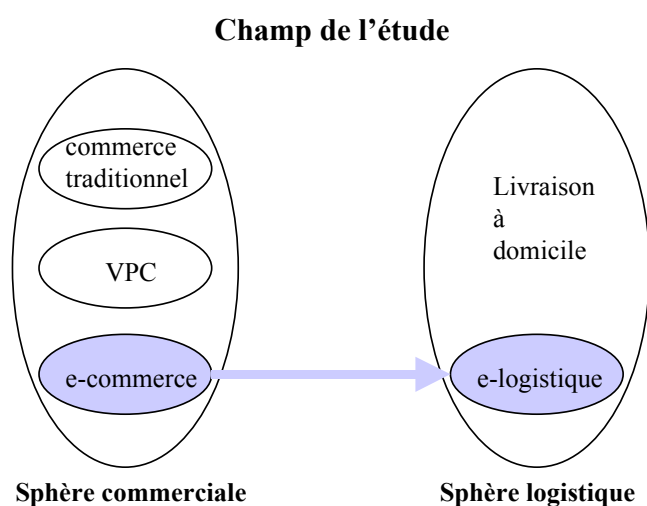 Champ de l’étude
commerce
traditionnel
VPC
e-commerce
Livraison
à
domicile
e-logistique
Sphère commerciale
Sphère logistique